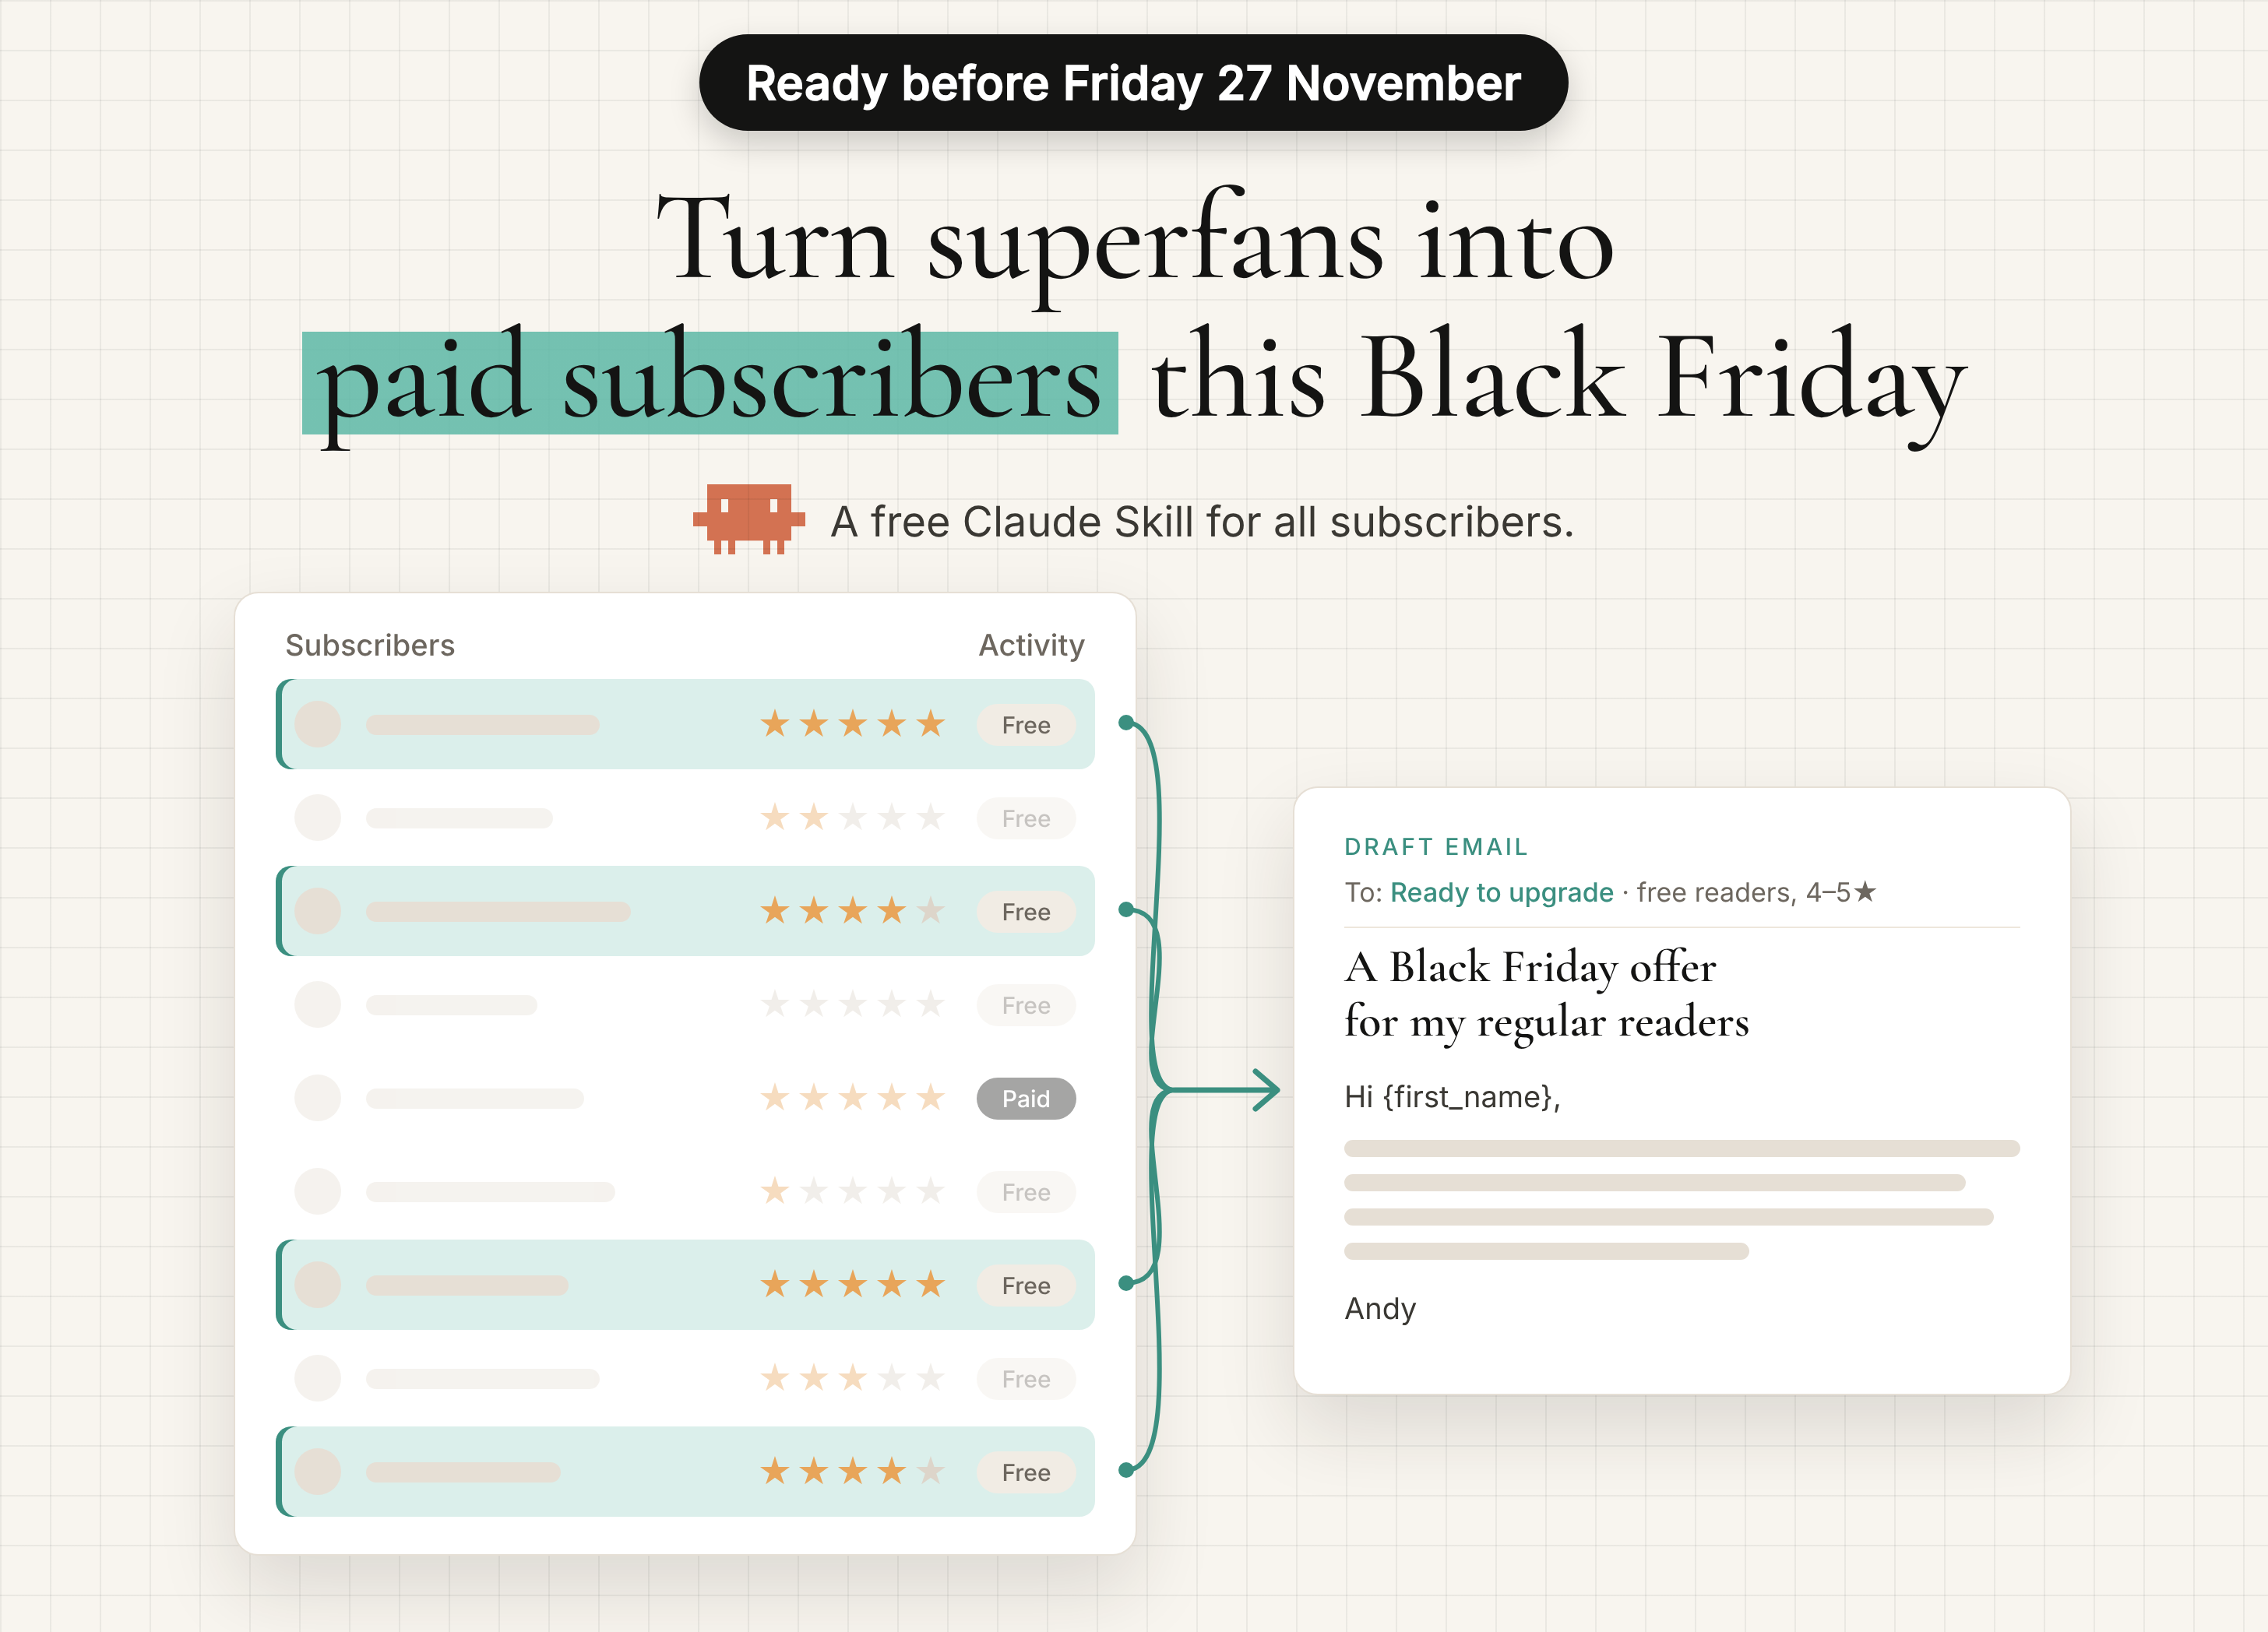 Ready before Friday 27 November
Turn superfans into
paid subscribers this Black Friday
A free Claude Skill for all subscribers.
Subscribers Activity
★★★★★ Free
★★★★★ Free
★★★★★ Free
★★★★★ Free
★★★★★ Paid
★★★★★ Free
★★★★★ Free
★★★★★ Free
★★★★★ Free
DRAFT EMAIL
To: Ready to upgrade · free readers, 4–5★
A Black Friday offer
for my regular readers
Hi {first_name},
Andy